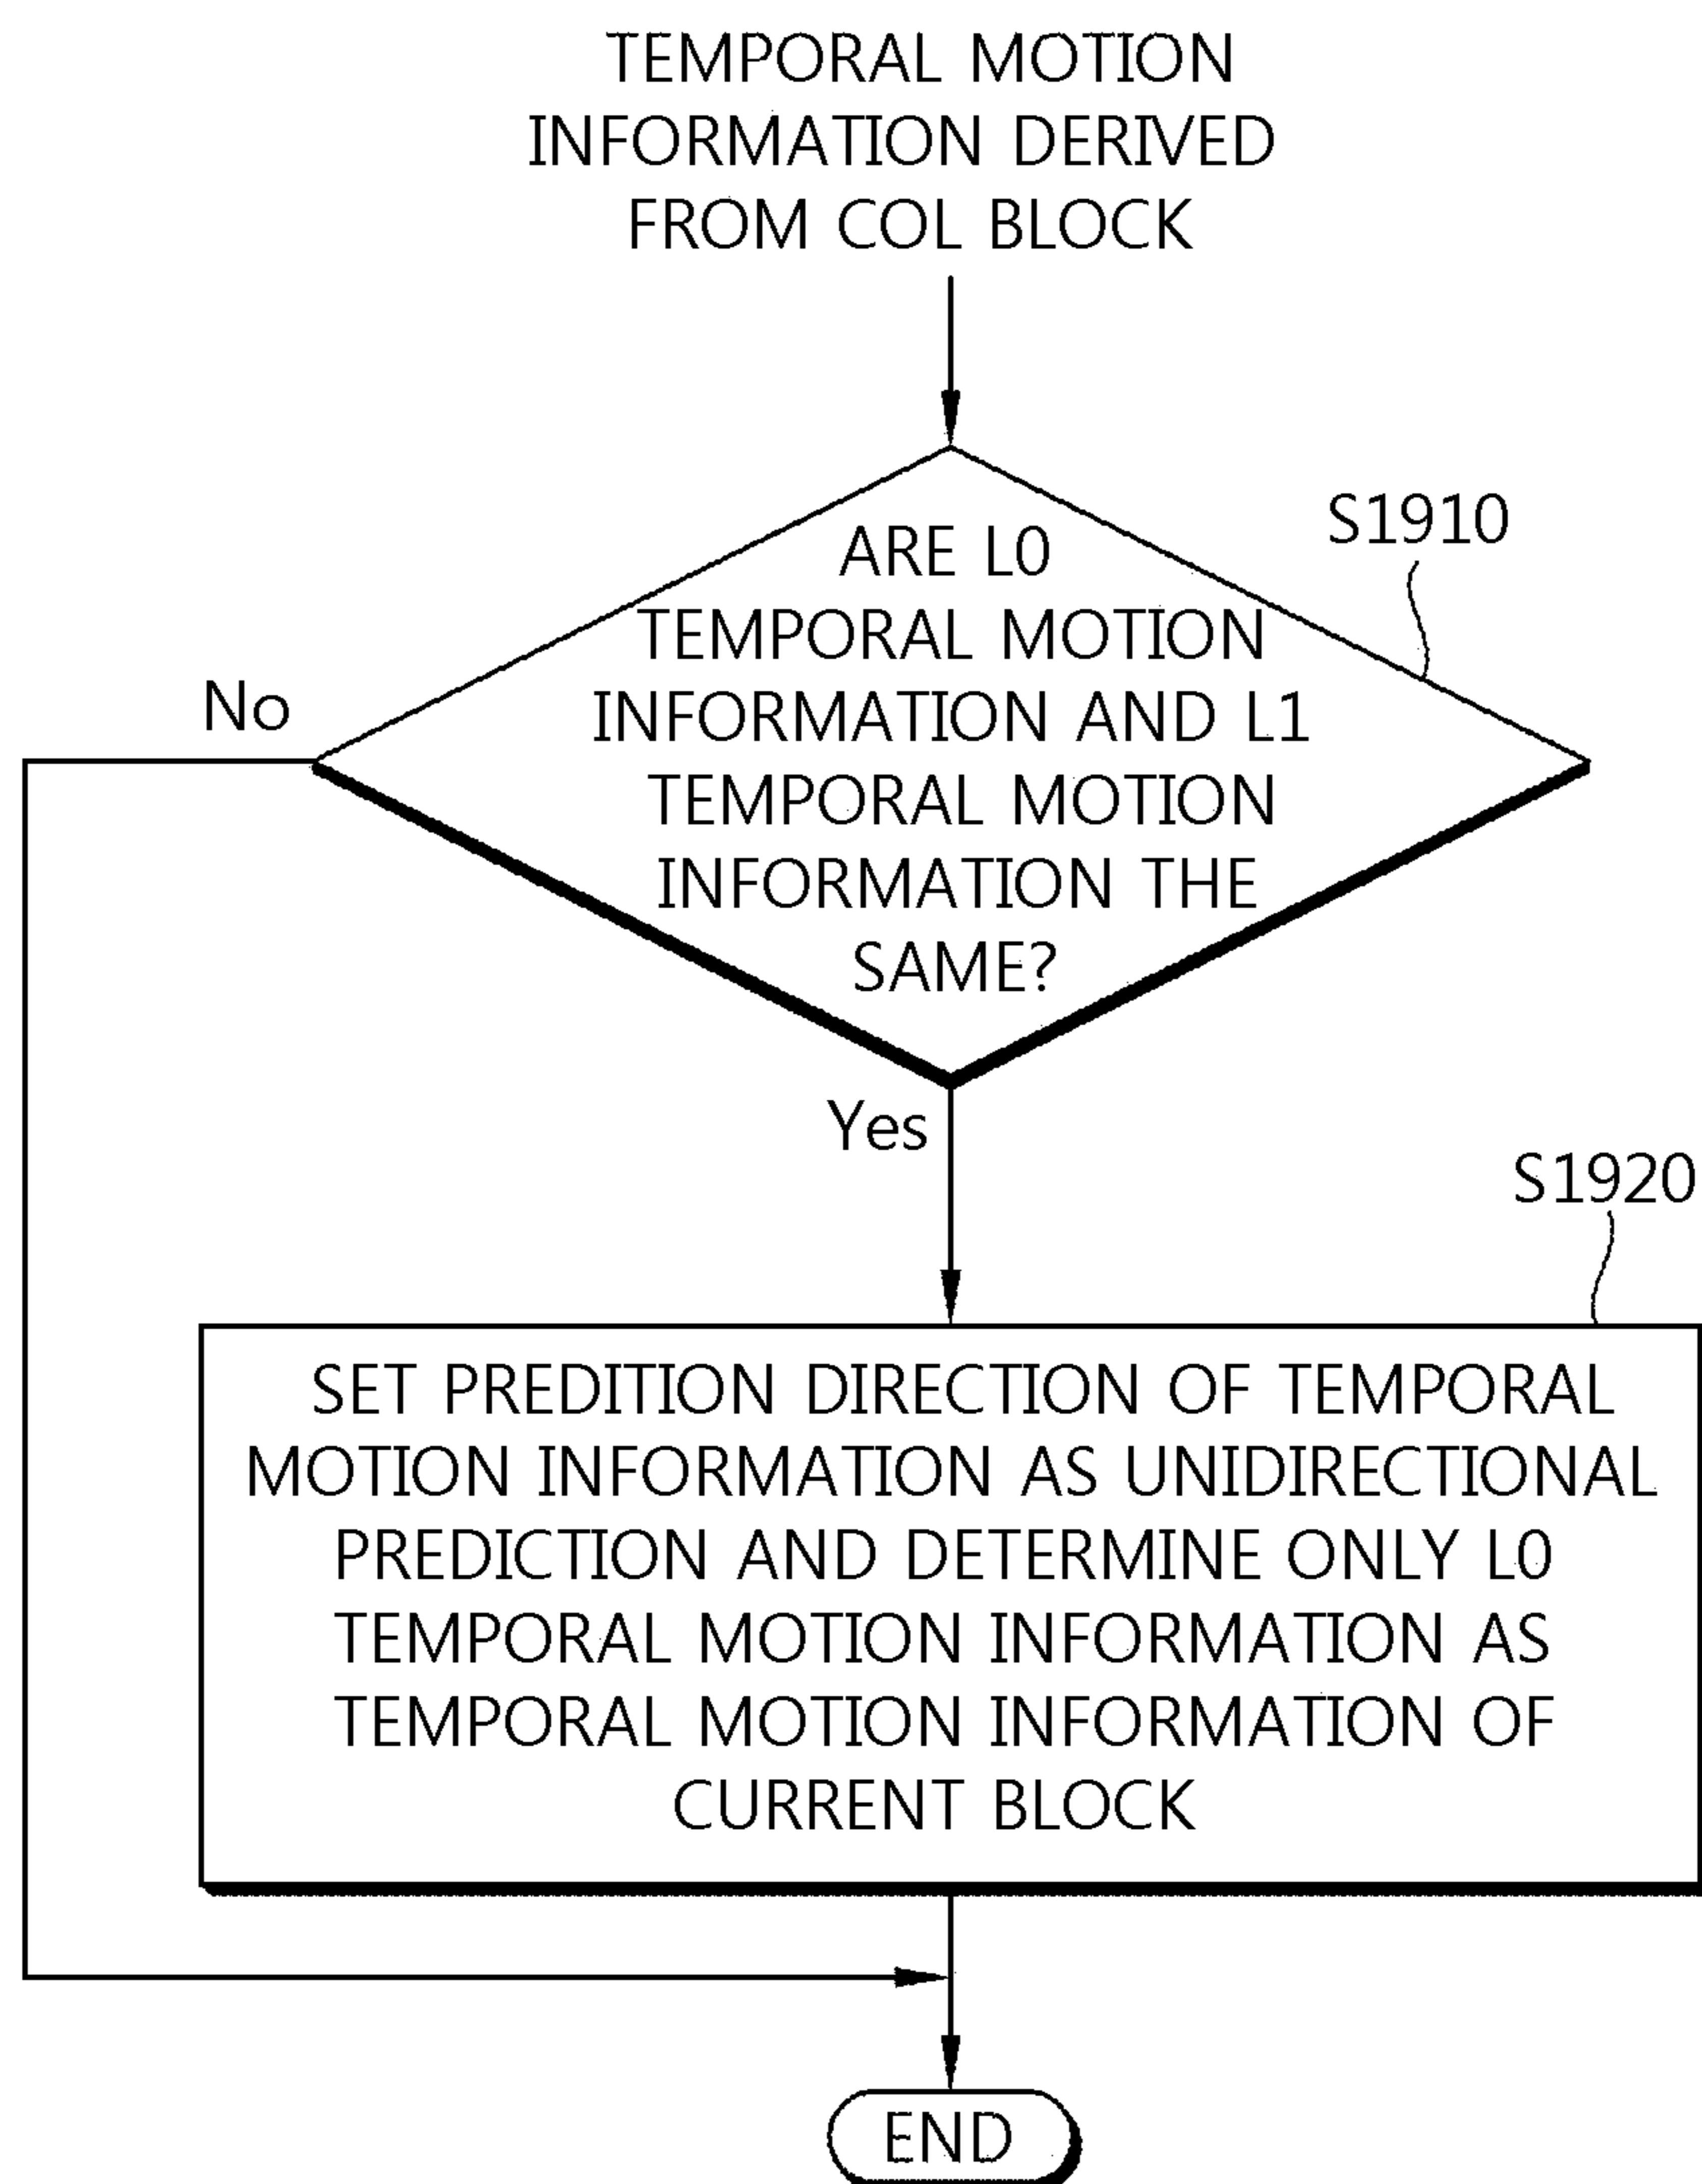 TEMPORAL MOTION
INFORMATION DERIVED
FROM COL BLOCK
S1910
ARE L0
TEMPORAL MOTION
INFORMATION AND L1
TEMPORAL MOTION
INFORMATION THE
SAME?
No
Yes
S1920
SET PREDITION DIRECTION OF TEMPORAL
MOTION INFORMATION AS UNIDIRECTIONAL
PREDICTION AND DETERMINE ONLY L0
TEMPORAL MOTION INFORMATION AS
TEMPORAL MOTION INFORMATION OF
CURRENT BLOCK
END